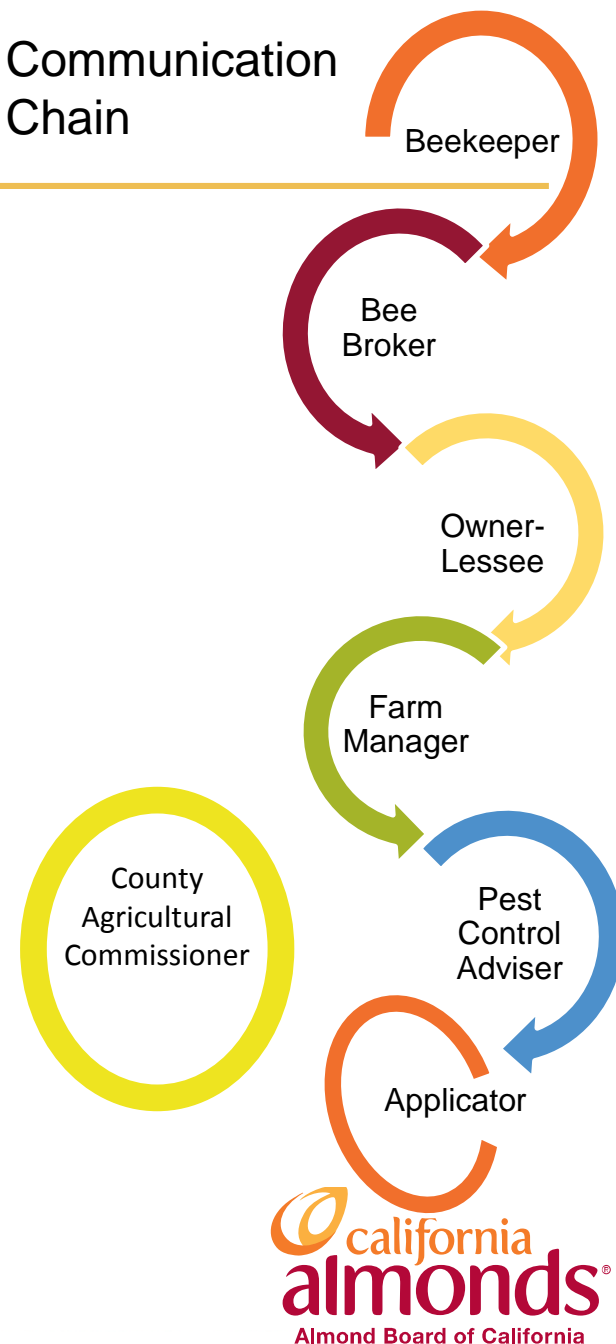 Communication
Chain
Beekeeper
Bee
Broker
Owner-
Lessee
Farm
Manager
County
Agricultural
Commissioner
Pest
Control
Adviser
Applicator
california
almonds®
Almond Board of California